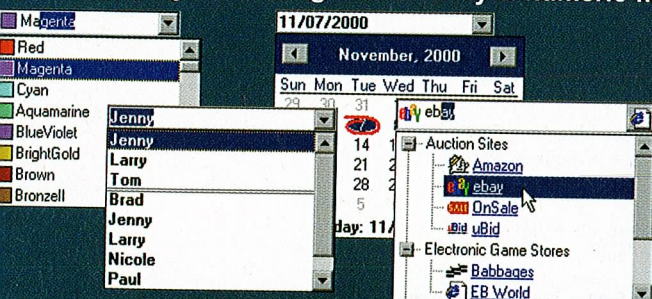 Magenta
Red
Magenta
Cyan
Aquamarine
BlueViolet
BrightGold
Brown
Bronzell
Jenny
Jenny
Larry
Tom
Brad
Jenny
Larry
Nicole
Paul
11/07/2000
November, 2000
Sun Mon Tue Wed Thu Fri Sat
29 30 31
7
14
21 2
28 2
5
day: 11/
ebay
Auction Sites
Amazon
ebay
OnSale
uBid
Electronic Game Stores
Babbages
EB World